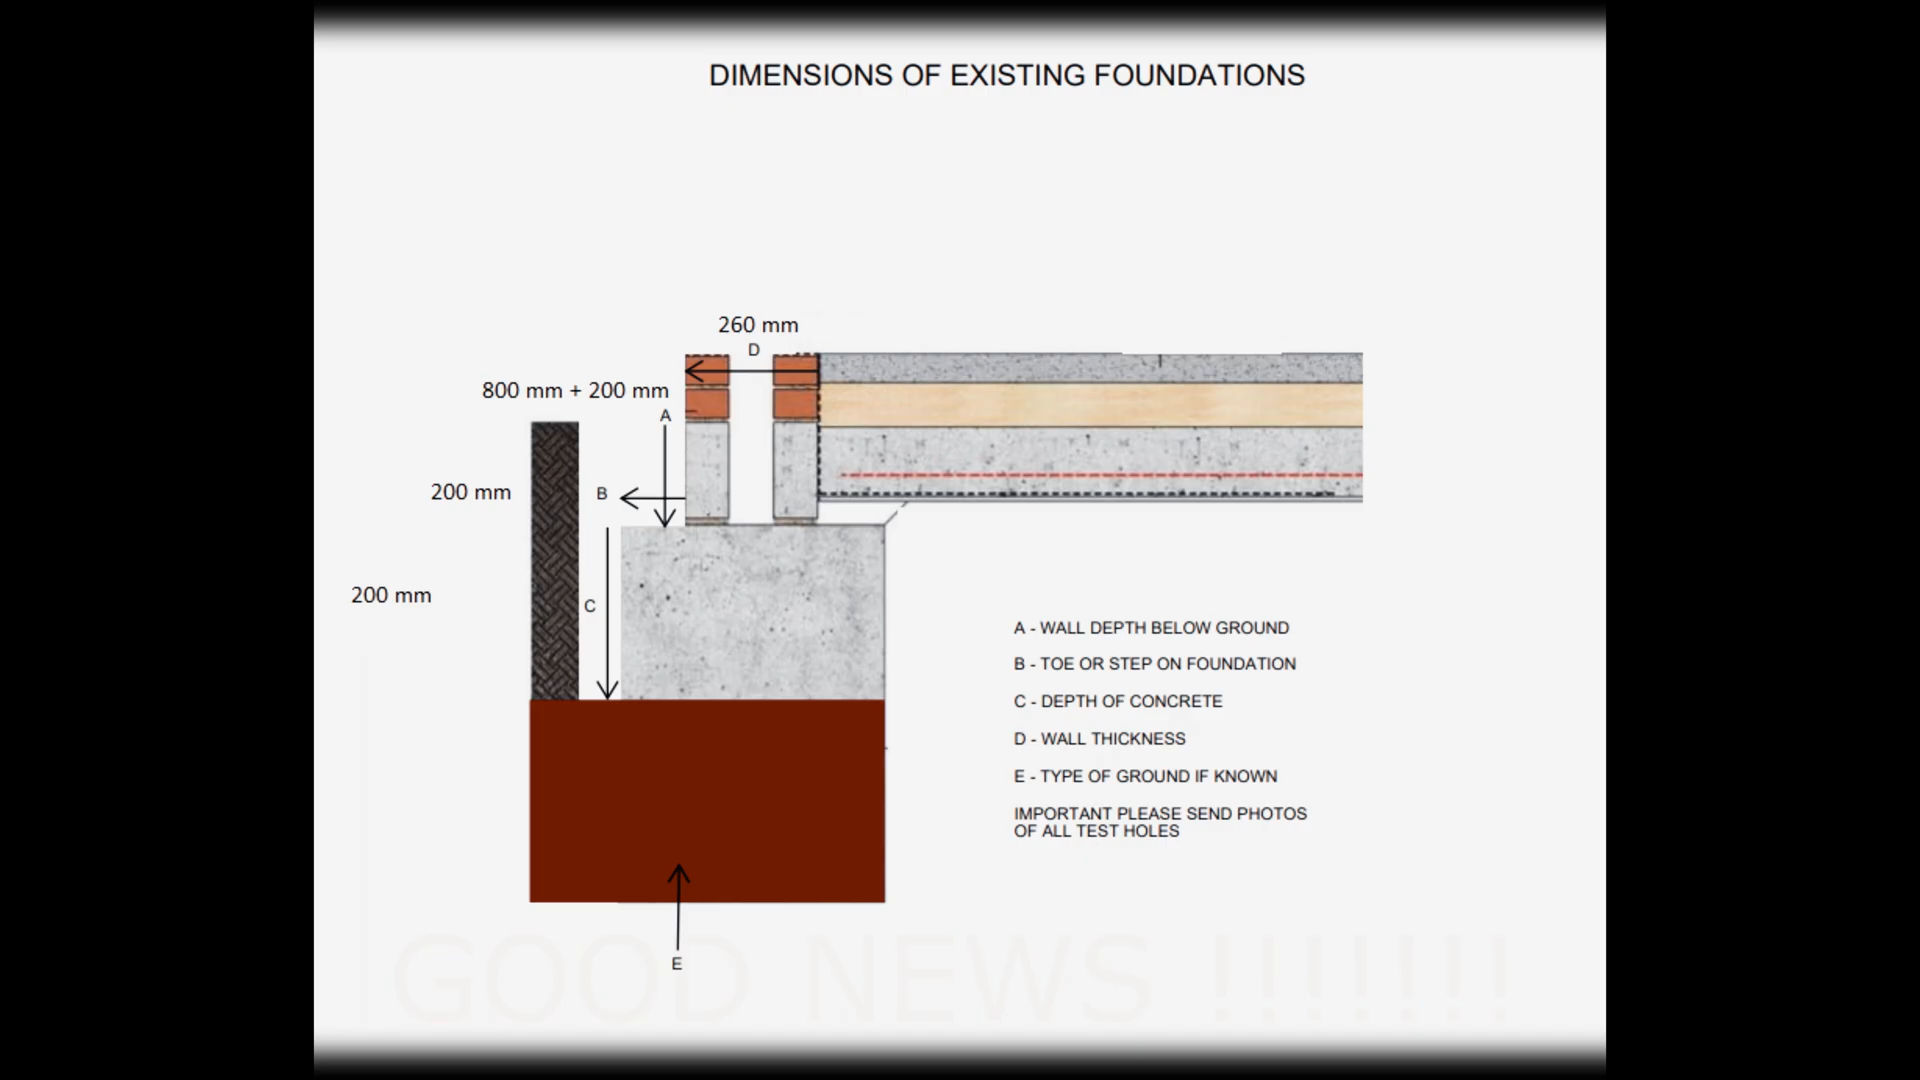 DIMENSIONS OF EXISTING FOUNDATIONS
260 mm
D
800 mm + 200 mm
A
200 mm
B
200 mm
C
A - WALL DEPTH BELOW GROUND
B - TOE OR STEP ON FOUNDATION
C - DEPTH OF CONCRETE
D - WALL THICKNESS
E - TYPE OF GROUND IF KNOWN
IMPORTANT PLEASE SEND PHOTOS
OF ALL TEST HOLES
E
GOOD NEWS !!!!!!!